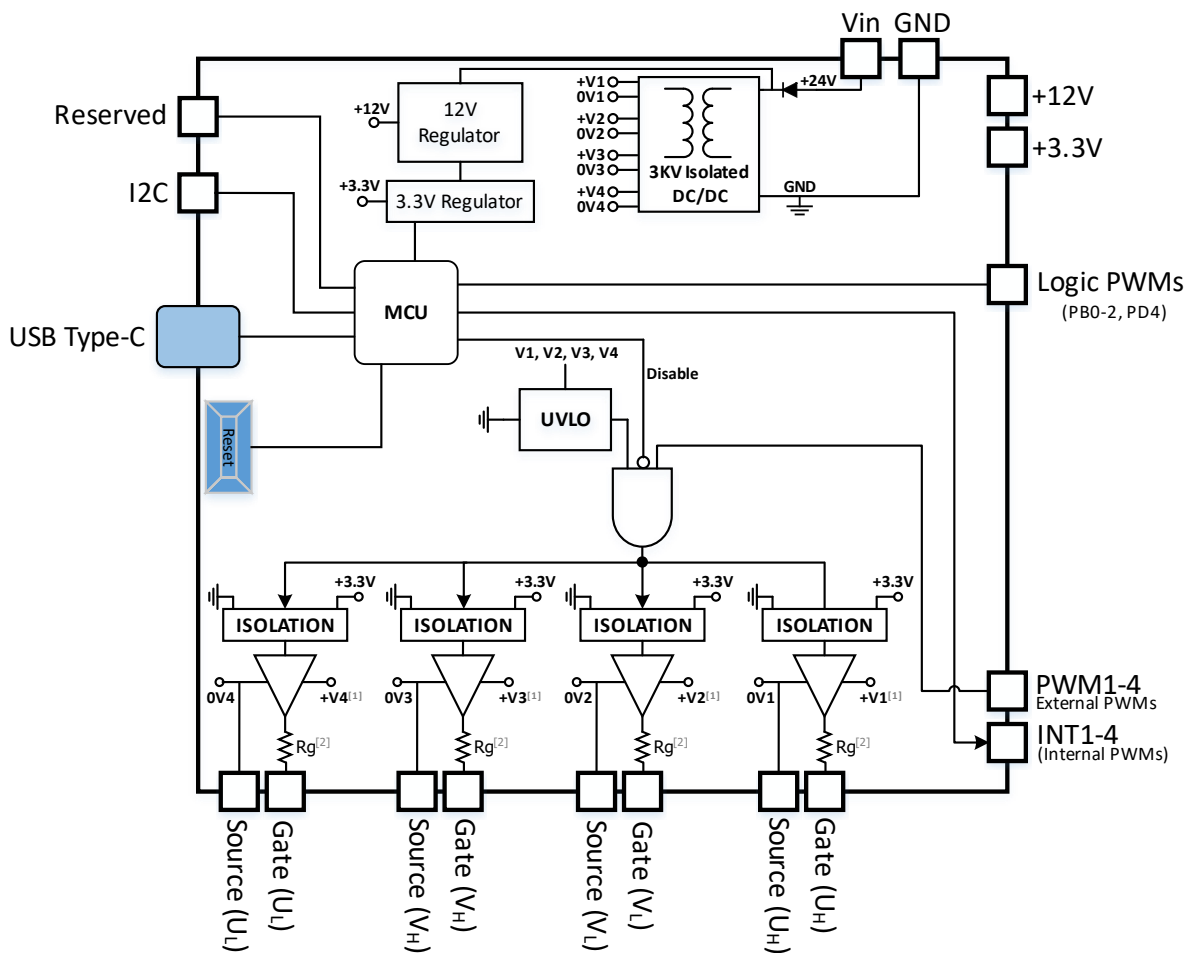 Vin
GND
+12V
+3.3V
Reserved
I2C
USB Type-C
Reset
+12V
12V
Regulator
+3.3V
3.3V Regulator
MCU
+V1
0V1
+V2
0V2
+V3
0V3
+V4
0V4
3KV Isolated
DC/DC
+24V
GND
Logic PWMs
(PB0-2, PD4)
V1, V2, V3, V4
UVLO
Disable
+3.3V
+3.3V
+3.3V
+3.3V
ISOLATION
ISOLATION
ISOLATION
ISOLATION
0V4
+V4[1]
0V3
+V3[1]
0V2
+V2[1]
0V1
+V1[1]
Rg[2]
Rg[2]
Rg[2]
Rg[2]
PWM1-4
External PWMs
INT1-4
(Internal PWMs)
Source (UL)
Gate (UL)
Source (VH)
Gate (VH)
Source (VL)
Gate (VL)
Source (UH)
Gate (UH)